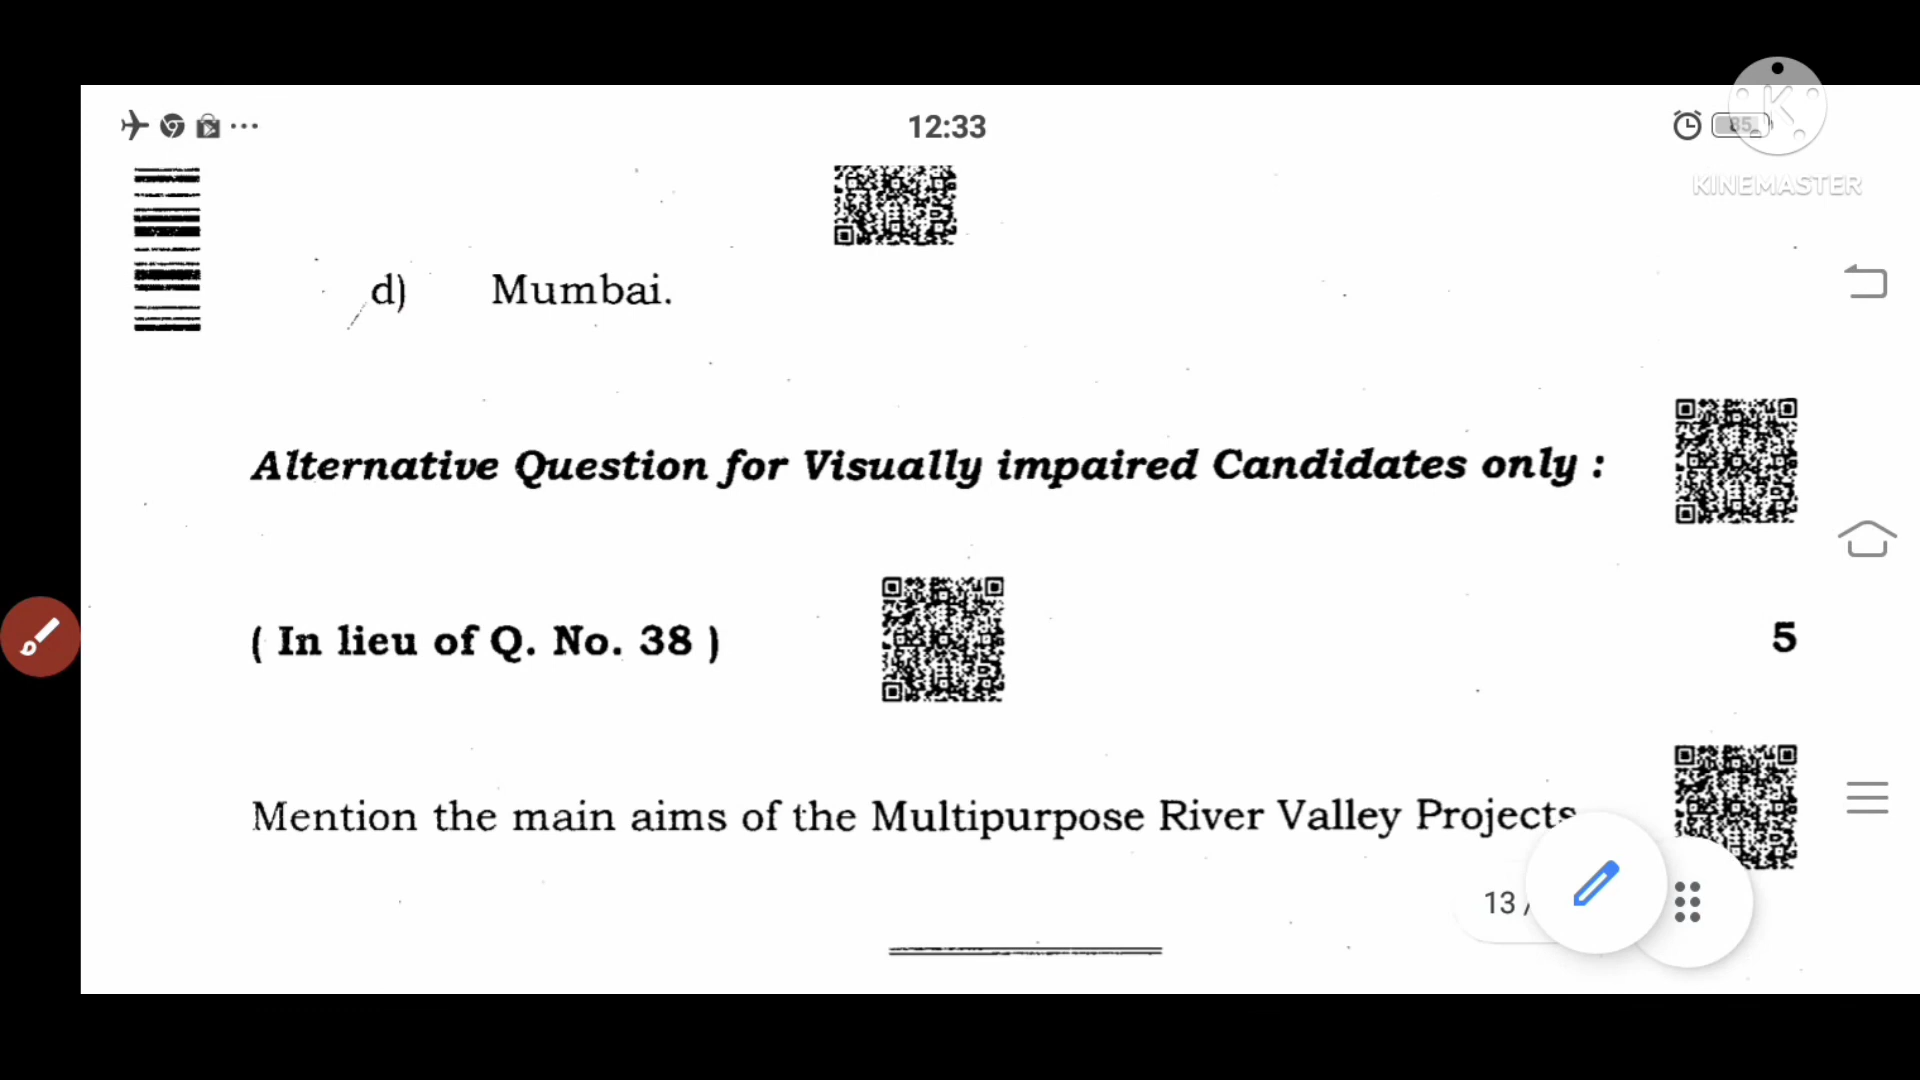 12:33
85
KINEMASTER
d) Mumbai.
Alternative Question for Visually impaired Candidates only :
( In lieu of Q. No. 38 )
5
Mention the main aims of the Multipurpose River Valley Projects
13 /